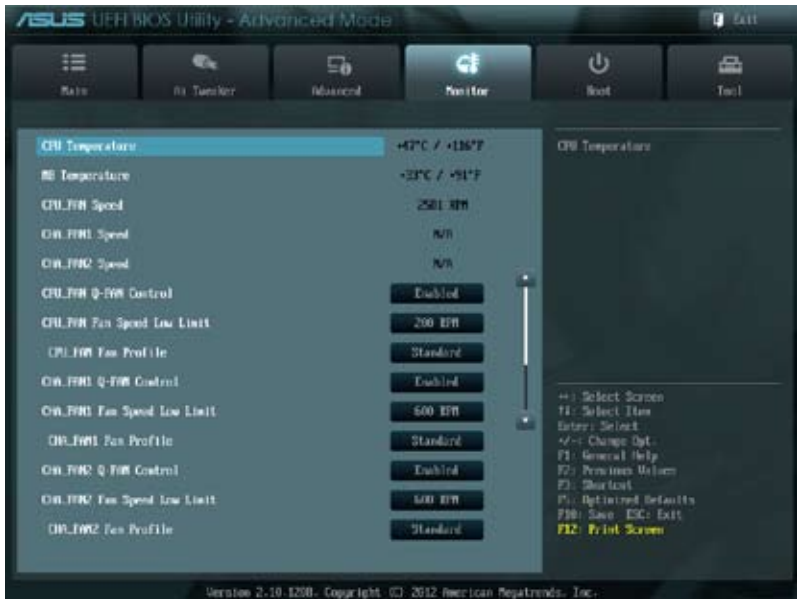 ASUS UEFI BIOS Utility - Advanced Mode
Exit
Main
Ai Tweaker
Advanced
Monitor
Boot
Tool
CPU Temperature +47°C / +116°F
CPU Temperature
MB Temperature +33°C / +91°F
CPU_FAN Speed 2581 RPM
CHA_FAN1 Speed N/A
CHA_FAN2 Speed N/A
CPU_FAN Q-FAN Control Enabled
CPU_FAN Fan Speed Low Limit 200 RPM
CPU_FAN Fan Profile Standard
CHA_FAN1 Q-FAN Control Enabled
CHA_FAN1 Fan Speed Low Limit 600 RPM
CHA_FAN1 Fan Profile Standard
CHA_FAN2 Q-FAN Control Enabled
CHA_FAN2 Fan Speed Low Limit 600 RPM
CHA_FAN2 Fan Profile Standard
→←: Select Screen
↑↓: Select Item
Enter: Select
+/-: Change Opt.
F1: General Help
F2: Previous Values
F3: Shortcut
F5: Optimized Defaults
F10: Save ESC: Exit
F12: Print Screen
Version 2.10.1208. Copyright (C) 2012 American Megatrends, Inc.